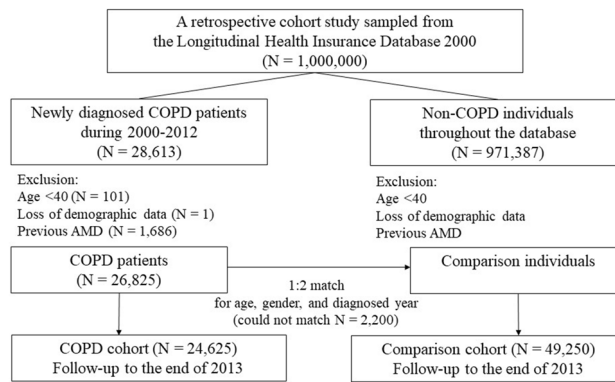 A retrospective cohort study sampled from
the Longitudinal Health Insurance Database 2000
(N = 1,000,000)
Newly diagnosed COPD patients
during 2000-2012
(N = 28,613)
Non-COPD individuals
throughout the database
(N = 971,387)
Exclusion:
Age <40 (N = 101)
Loss of demographic data (N = 1)
Previous AMD (N = 1,686)
Exclusion:
Age <40
Loss of demographic data
Previous AMD
COPD patients
(N = 26,825)
1:2 match
for age, gender, and diagnosed year
(could not match N = 2,200)
Comparison individuals
COPD cohort (N = 24,625)
Follow-up to the end of 2013
Comparison cohort (N = 49,250)
Follow-up to the end of 2013